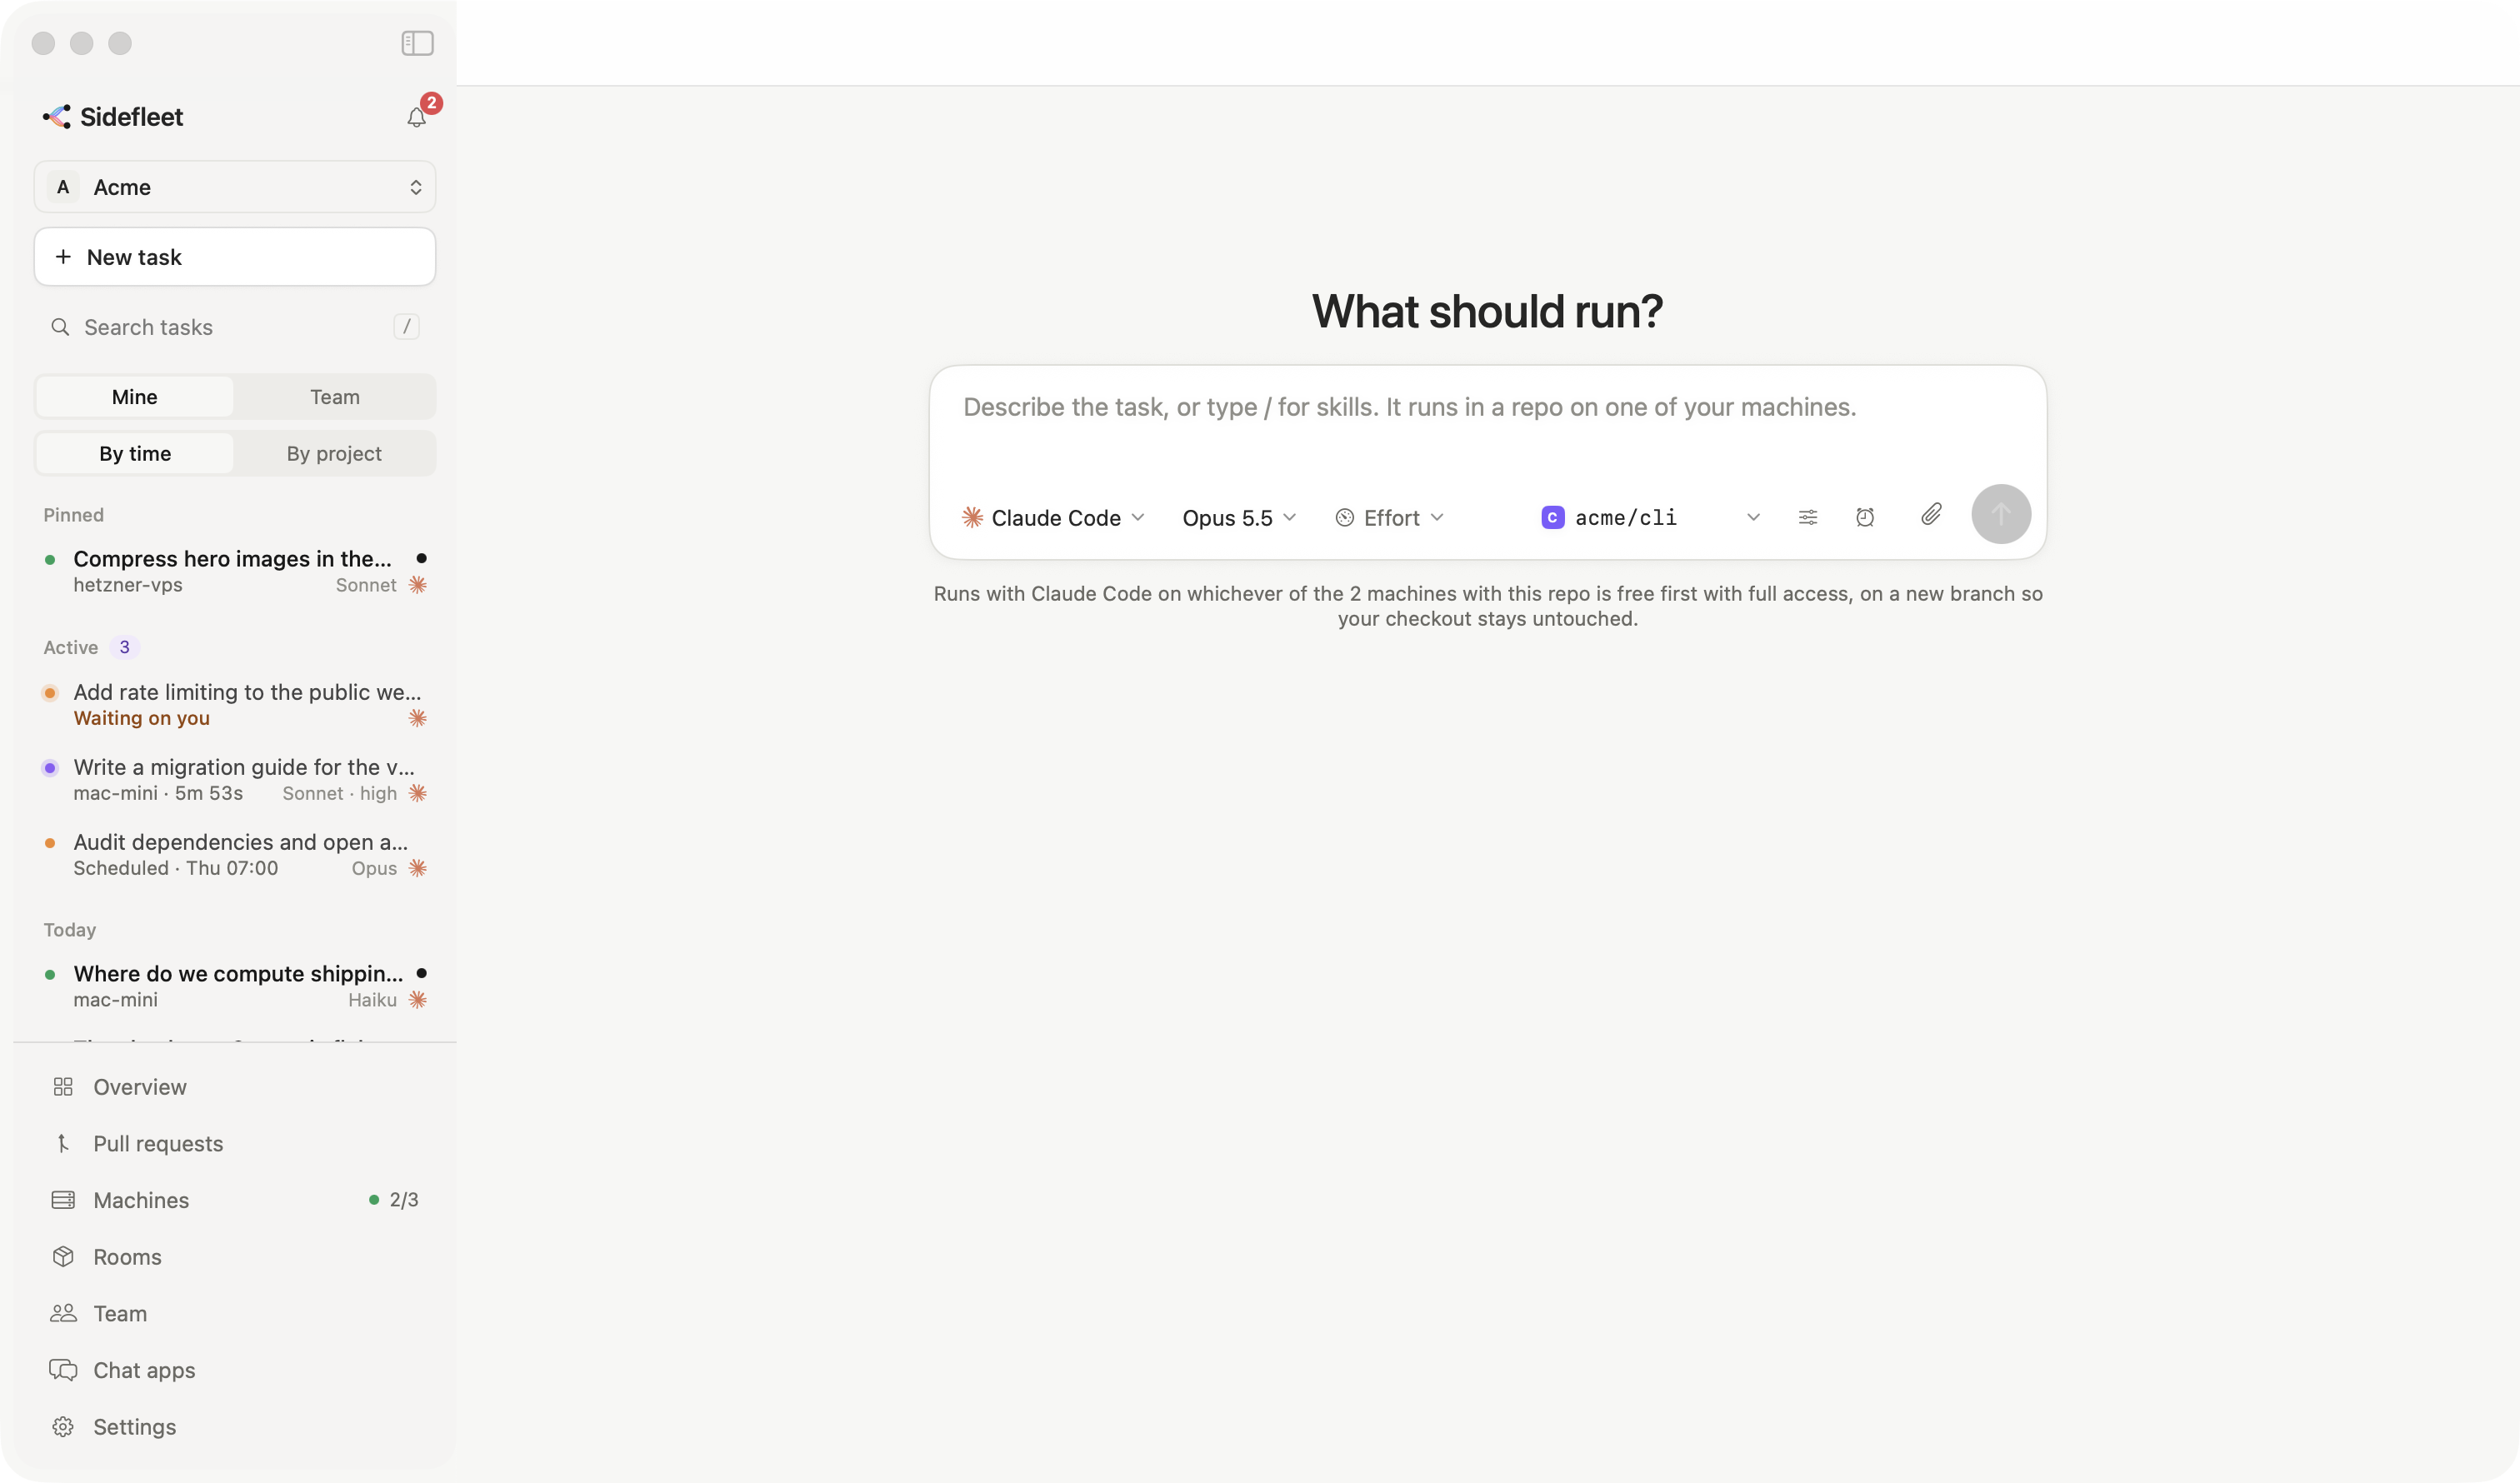 Sidefleet
2
A Acme
New task
Search tasks /
Mine Team
By time By project
Pinned
Compress hero images in the...
hetzner-vps Sonnet
Active 3
Add rate limiting to the public we...
Waiting on you
Write a migration guide for the v...
mac-mini · 5m 53s Sonnet · high
Audit dependencies and open a...
Scheduled · Thu 07:00 Opus
Today
Where do we compute shippin...
mac-mini Haiku
Overview
Pull requests
Machines 2/3
Rooms
Team
Chat apps
Settings
What should run?
Describe the task, or type / for skills. It runs in a repo on one of your machines.
Claude Code Opus 5.5 Effort C acme/cli
Runs with Claude Code on whichever of the 2 machines with this repo is free first with full access, on a new branch so
your checkout stays untouched.